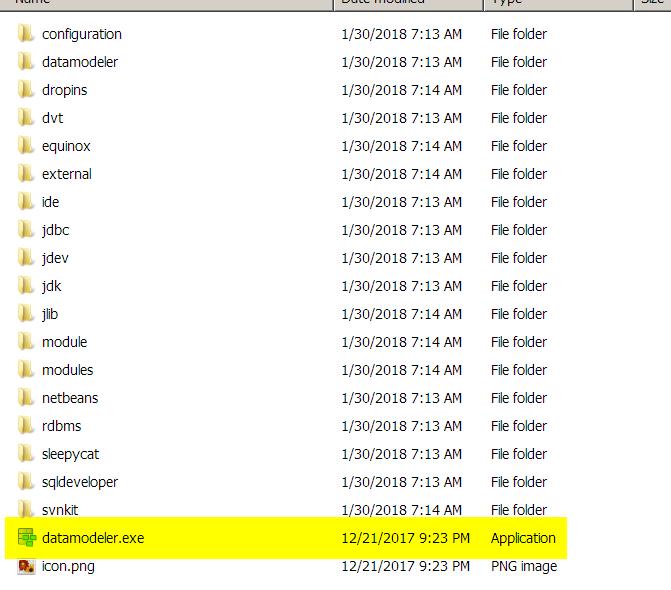 Name Date modified Type Size
configuration 1/30/2018 7:13 AM File folder
datamodeler 1/30/2018 7:13 AM File folder
dropins 1/30/2018 7:14 AM File folder
dvt 1/30/2018 7:13 AM File folder
equinox 1/30/2018 7:14 AM File folder
external 1/30/2018 7:14 AM File folder
ide 1/30/2018 7:13 AM File folder
jdbc 1/30/2018 7:13 AM File folder
jdev 1/30/2018 7:13 AM File folder
jdk 1/30/2018 7:13 AM File folder
jlib 1/30/2018 7:14 AM File folder
module 1/30/2018 7:14 AM File folder
modules 1/30/2018 7:14 AM File folder
netbeans 1/30/2018 7:13 AM File folder
rdbms 1/30/2018 7:13 AM File folder
sleepycat 1/30/2018 7:13 AM File folder
sqldeveloper 1/30/2018 7:13 AM File folder
svnkit 1/30/2018 7:14 AM File folder
datamodeler.exe 12/21/2017 9:23 PM Application
icon.png 12/21/2017 9:23 PM PNG image